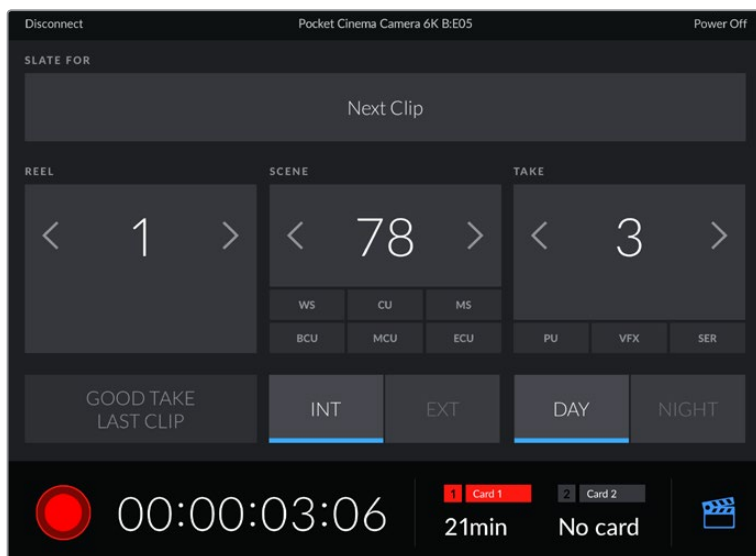 Disconnect Pocket Cinema Camera 6K B:E05 Power Off
SLATE FOR
Next Clip
REEL SCENE TAKE
1 78 3
WS CU MS
BCU MCU ECU PU VFX SER
GOOD TAKE
LAST CLIP
INT EXT DAY NIGHT
00:00:03:06
1 Card 1 2 Card 2
21min No card